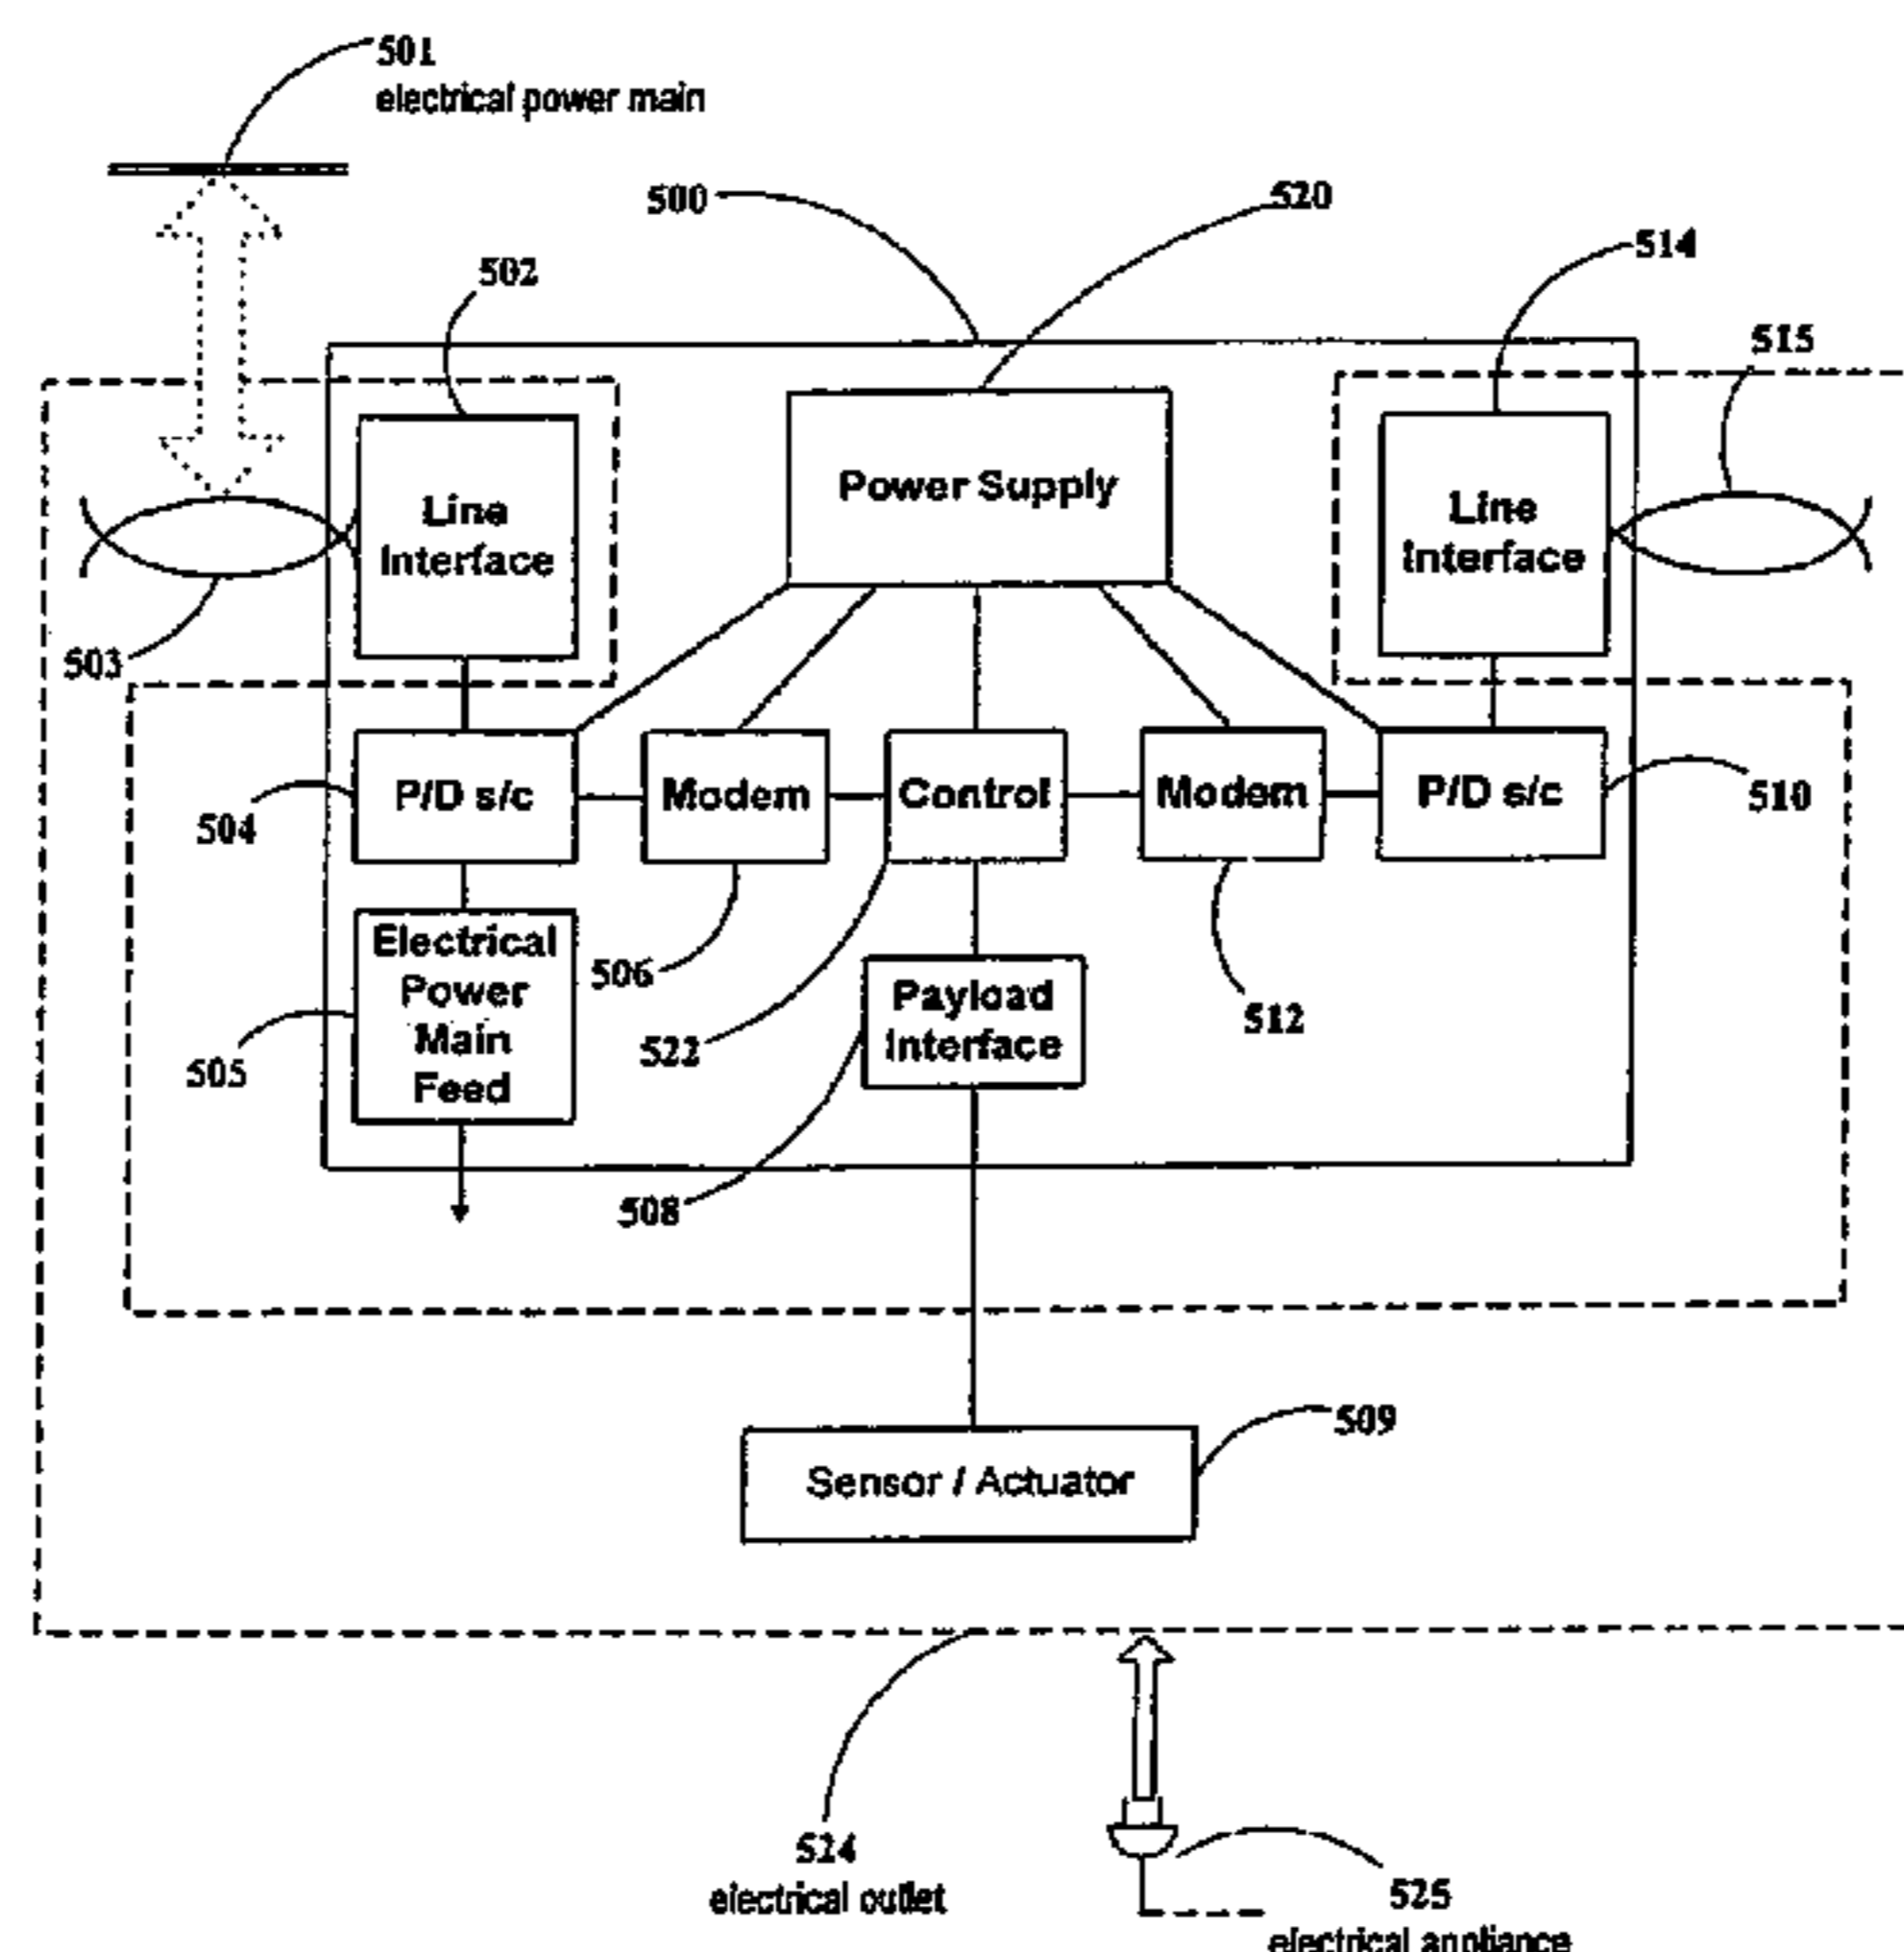 501
electrical power main
500
520
514
502
515
Power Supply
Line
Interface
Line
Interface
503
P/D s/c
Modem
Control
Modem
P/D s/c
504
510
Electrical
Power
Main
Feed
506
Payload
Interface
512
522
505
508
509
Sensor / Actuator
524
electrical outlet
525
electrical appliance